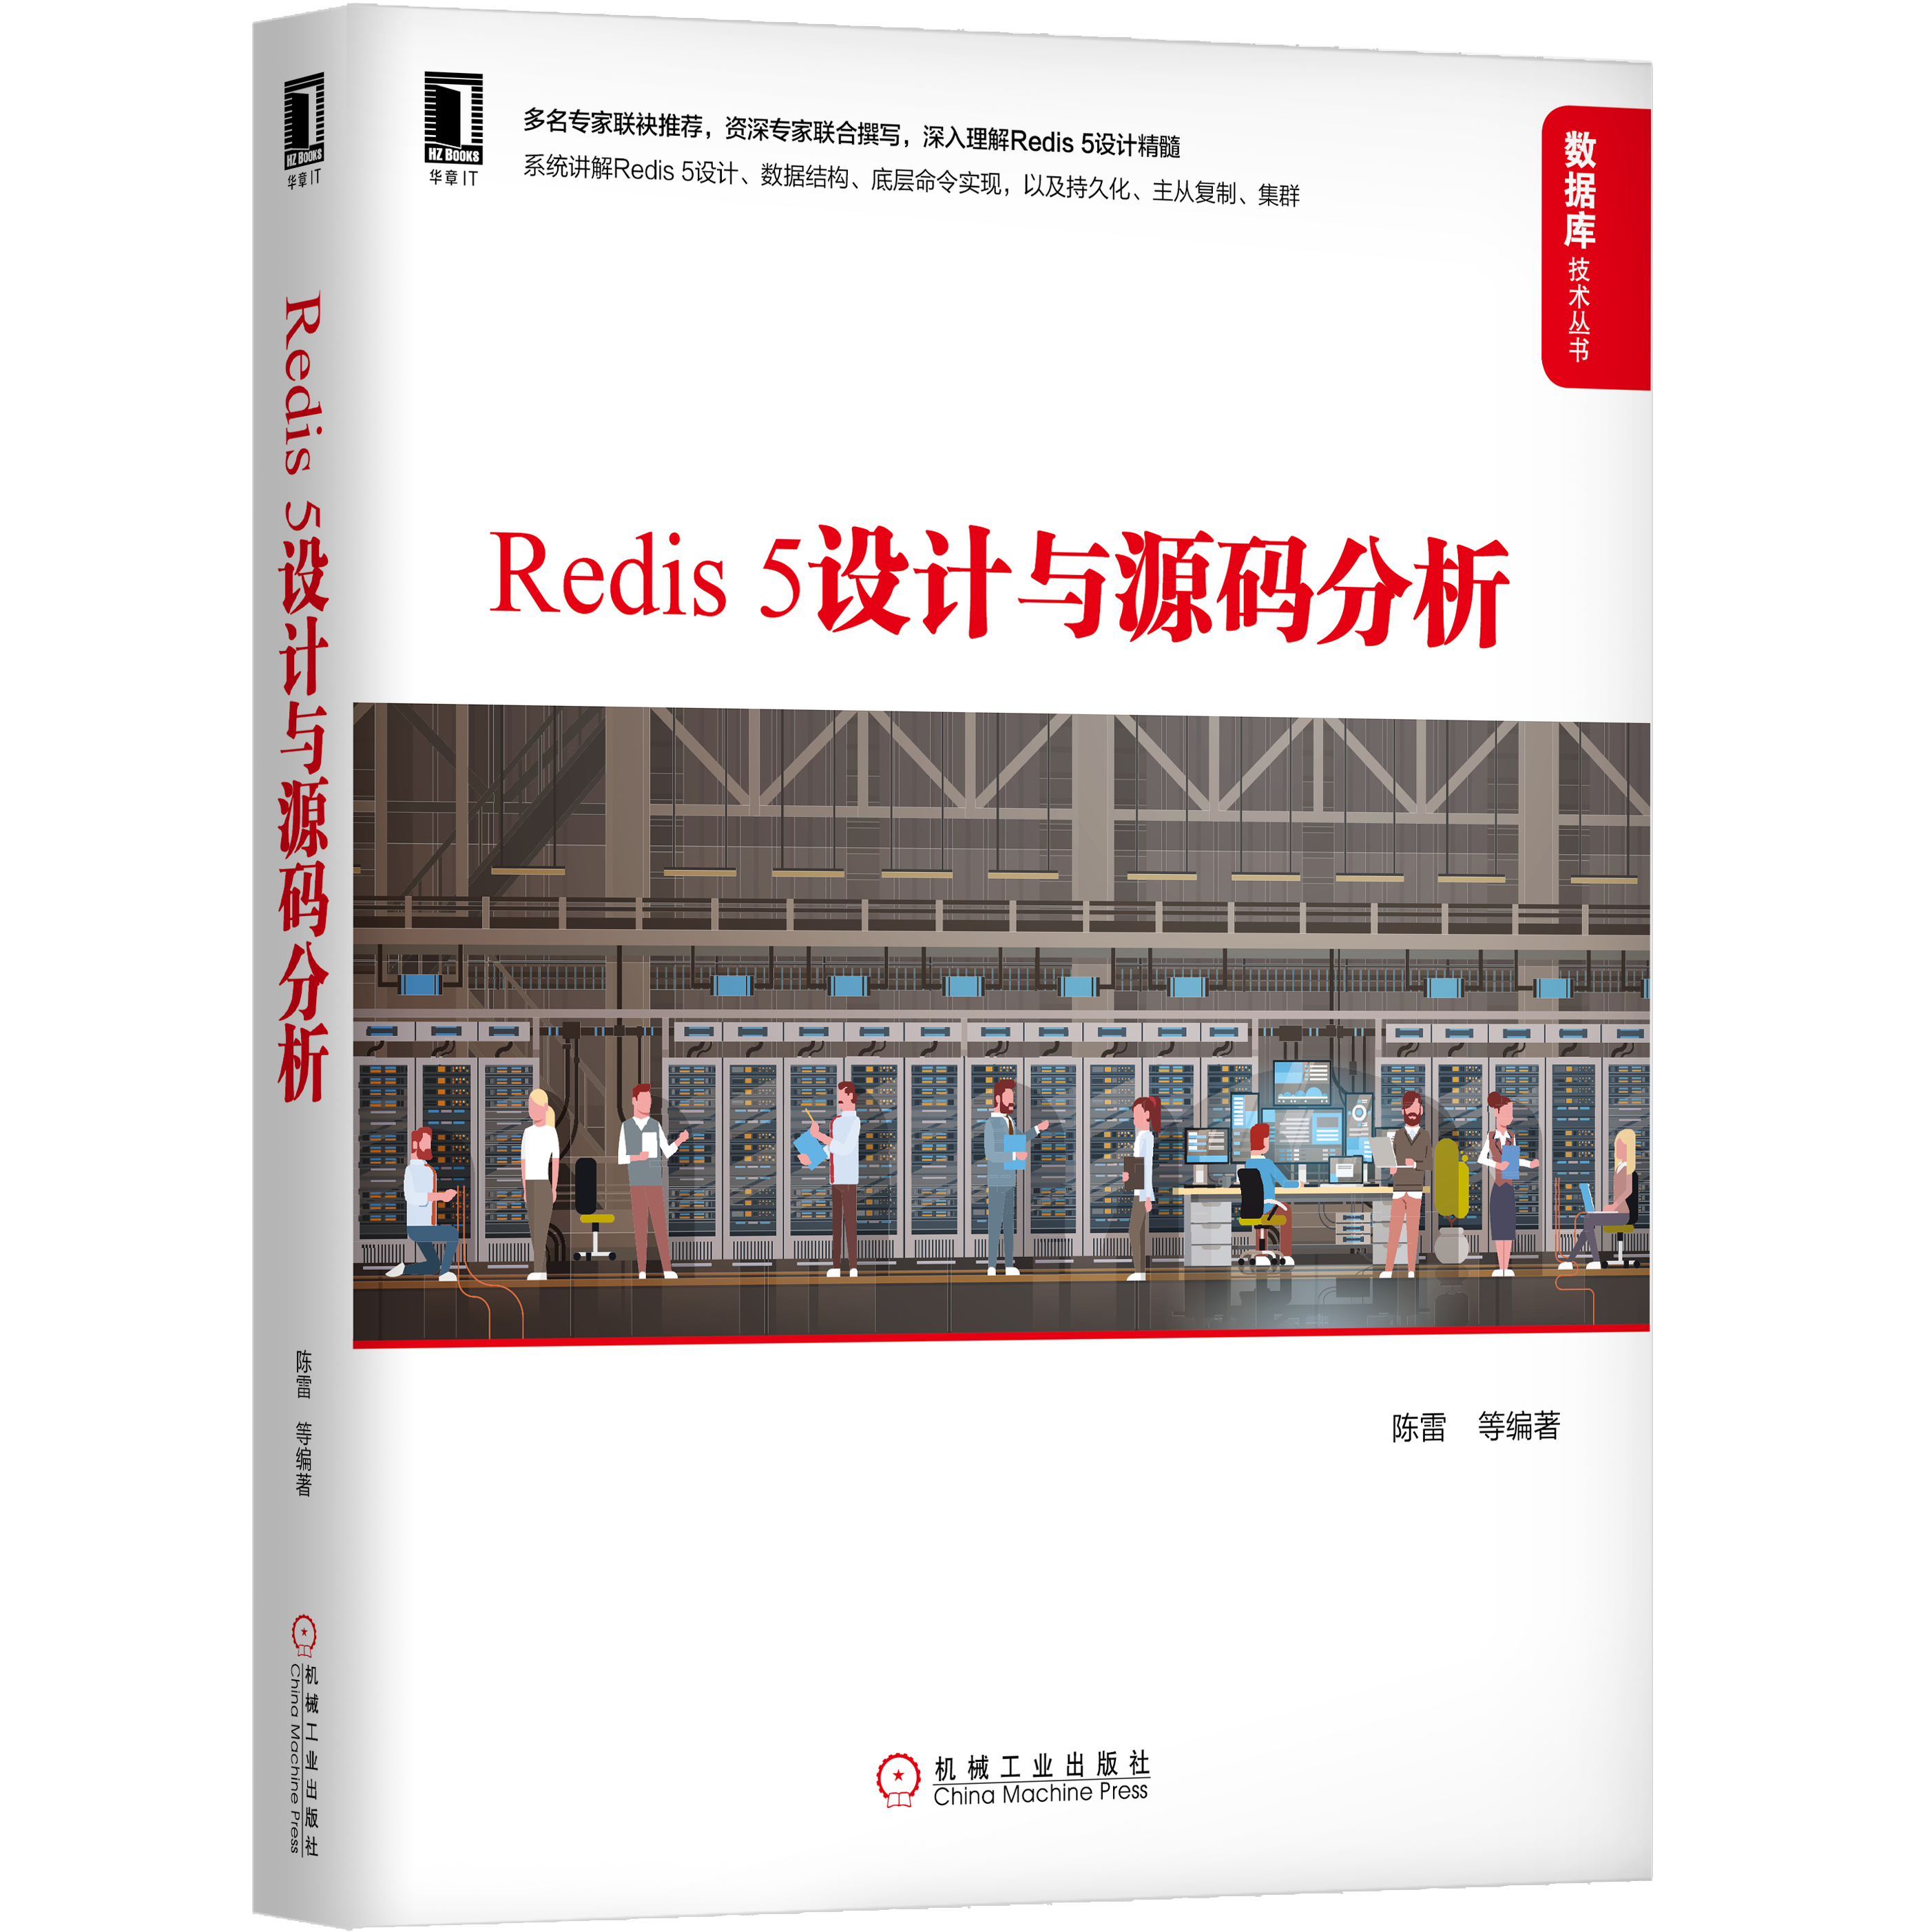 HZ BOOKS
华章IT
Redis 5设计与源码分析
陈雷 等编著
机械工业出版社
China Machine Press
HZ BOOKS
华章IT
多名专家联袂推荐，资深专家联合撰写，深入理解Redis 5设计精髓
系统讲解Redis 5设计、数据结构、底层命令实现，以及持久化、主从复制、集群
数据库技术丛书
Redis 5设计与源码分析
陈雷 等编著
机械工业出版社
China Machine Press